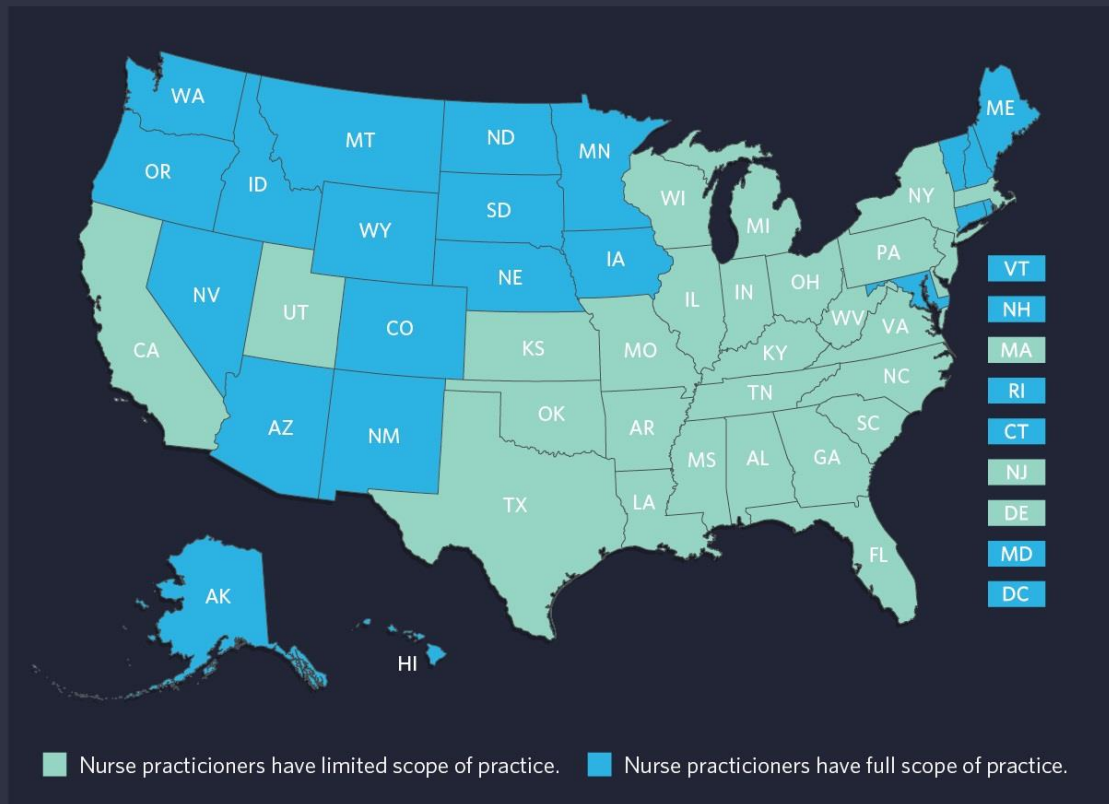 WA
MT
ND
MN
ME
OR
ID
SD
WI
NY
WY
MI
IA
PA
NE
VT
NV
UT
CO
IL
IN
OH
NH
WV
VA
CA
KS
MO
KY
MA
NC
TN
RI
AZ
NM
OK
AR
SC
CT
MS
AL
GA
NJ
TX
LA
DE
FL
MD
AK
DC
HI
Nurse practicioners have limited scope of practice.
Nurse practicioners have full scope of practice.